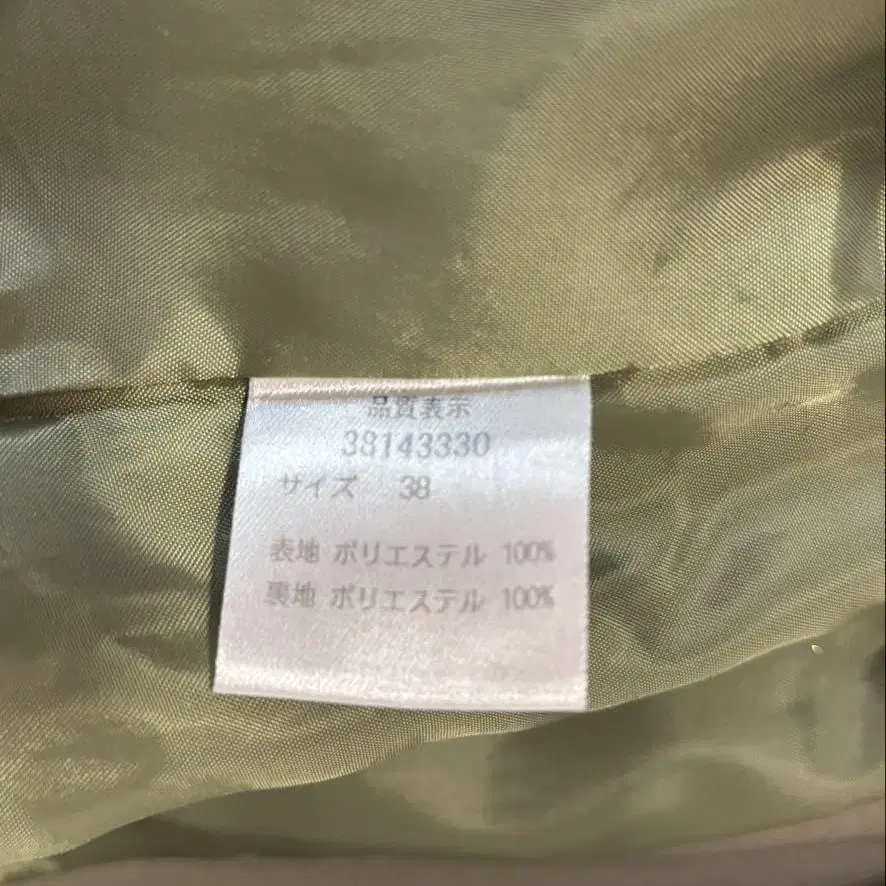 品質表示
38143330
サイズ 38
表地 ポリエステル 100%
裏地 ポリエステル 100%